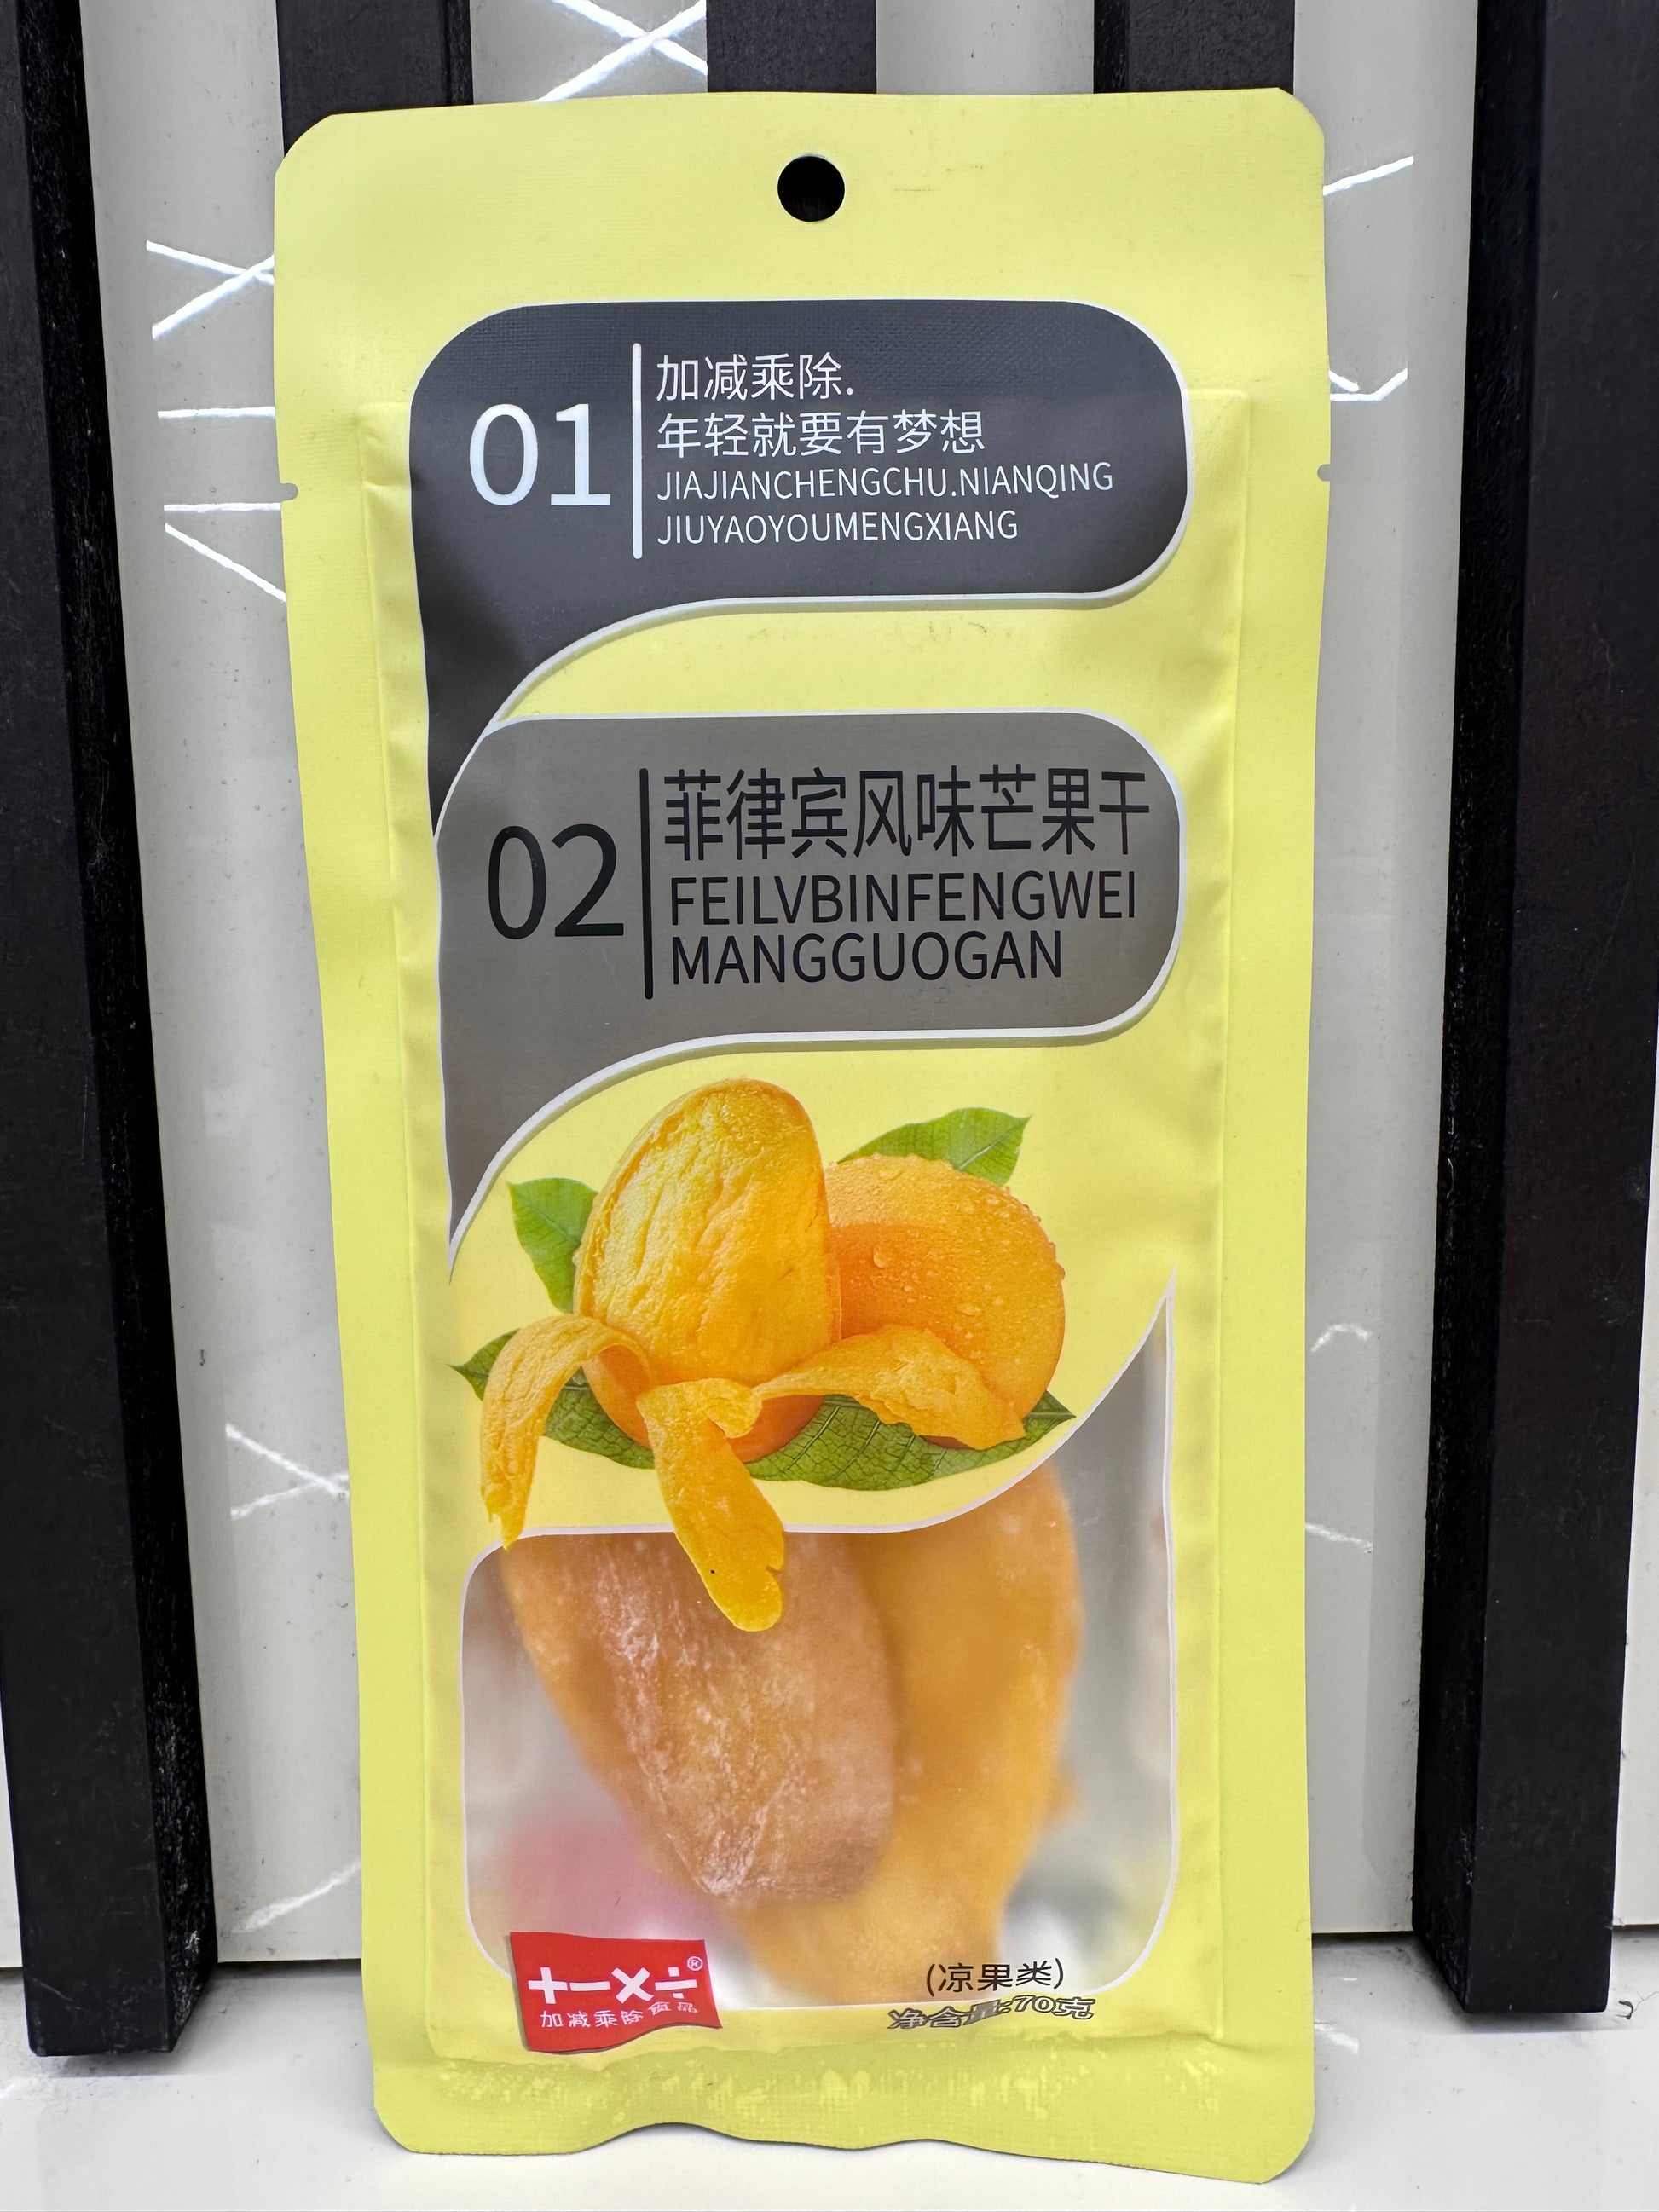 01
加减乘除.
年轻就要有梦想
JIAJIANCHENGCHU.NIANQING
JIUYAOYOUMENGXIANG
02
菲律宾风味芒果干
FEILVBINFENGWEI
MANGGUOGAN
+-×÷®
加减乘除食品
(凉果类)
净含量:70克